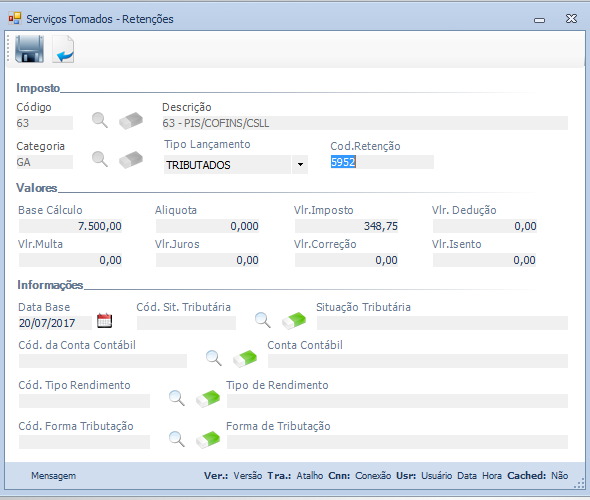 Serviços Tomados - Retenções
Imposto
Código Descrição
63 63 - PIS/COFINS/CSLL
Categoria Tipo Lançamento Cod.Retenção
GA TRIBUTADOS 5952
Valores
Base Cálculo Aliquota Vlr.Imposto Vlr. Dedução
7.500,00 0,000 348,75 0,00
Vlr.Multa Vlr.Juros Vlr.Correção Vlr.Isento
0,00 0,00 0,00 0,00
Informações
Data Base Cód. Sit. Tributária Situação Tributária
20/07/2017
Cód. da Conta Contábil Conta Contábil
Cód. Tipo Rendimento Tipo de Rendimento
Cód. Forma Tributação Forma de Tributação
Mensagem Ver.: Versão Tra.: Atalho Cnn: Conexão Usr: Usuário Data Hora Cached: Não